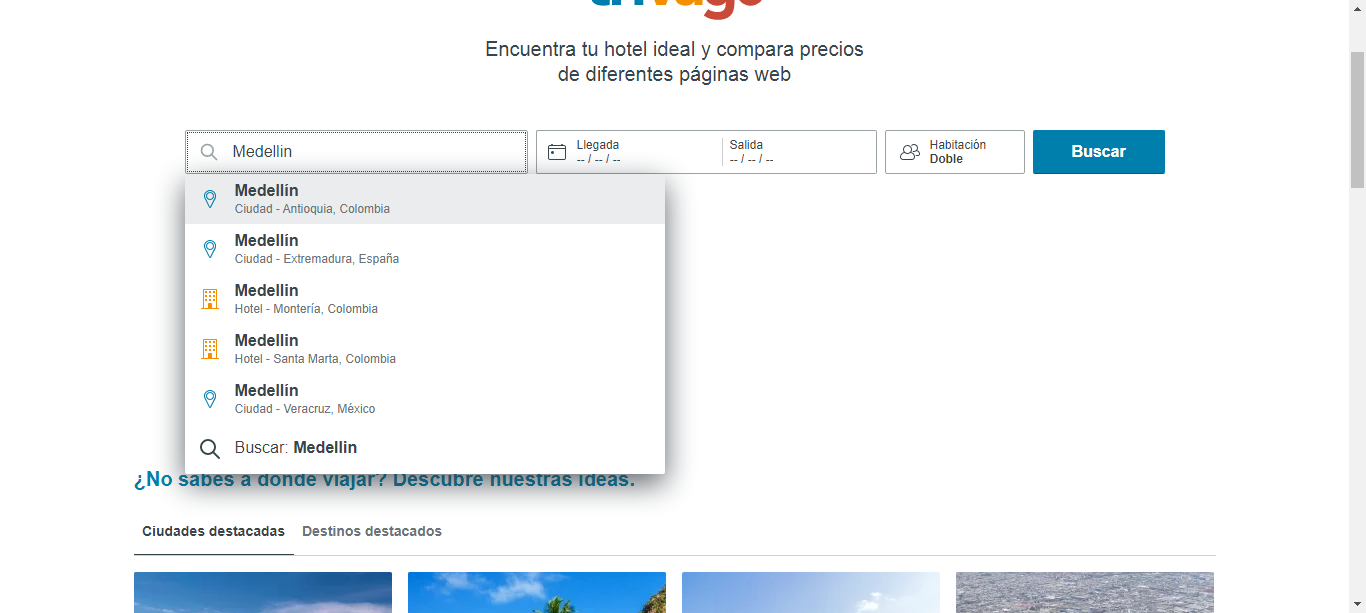 trivago
Encuentra tu hotel ideal y compara precios
de diferentes páginas web
Medellin
Llegada
-- / -- / --
Salida
-- / -- / --
Habitación
Doble
Buscar
Medellín
Ciudad - Antioquia, Colombia
Medellín
Ciudad - Extremadura, España
Medellin
Hotel - Montería, Colombia
Medellin
Hotel - Santa Marta, Colombia
Medellín
Ciudad - Veracruz, México
Buscar: Medellin
¿No sabes a dónde viajar? Descubre nuestras ideas.
Ciudades destacadas
Destinos destacados